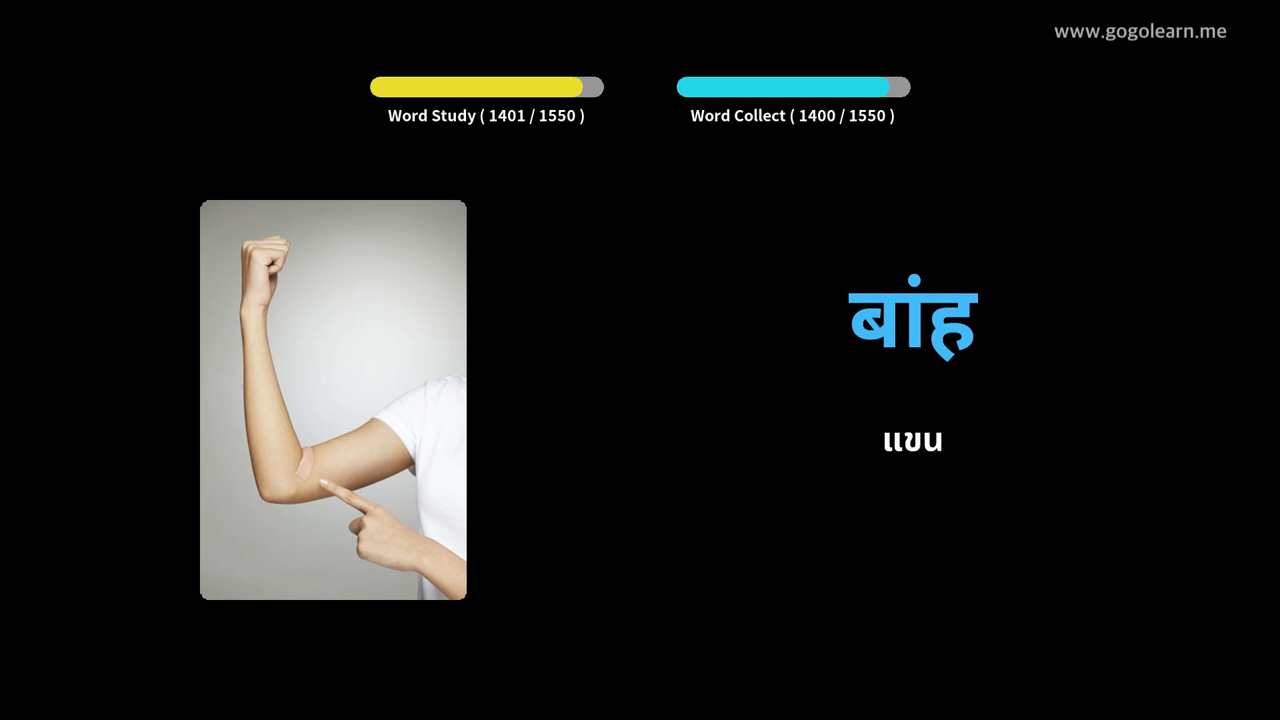 www.gogolearn.me
Word Study ( 1401 / 1550 )
Word Collect ( 1400 / 1550 )
बांह
แขน